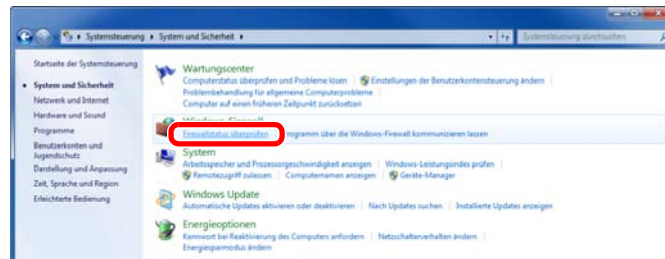 Systemsteuerung ▸ System und Sicherheit ▸
Systemsteuerung durchsuchen
Startseite der Systemsteuerung
System und Sicherheit
Netzwerk und Internet
Hardware und Sound
Programme
Benutzerkonten und
Jugendschutz
Darstellung und Anpassung
Zeit, Sprache und Region
Erleichterte Bedienung
Wartungscenter
Computerstatus überprüfen und Probleme lösen | Einstellungen der Benutzerkontensteuerung ändern
Problembehandlung für allgemeine Computerprobleme
Computer auf einen früheren Zeitpunkt zurücksetzen
Windows-Firewall
Firewallstatus überprüfen | Programm über die Windows-Firewall kommunizieren lassen
System
Arbeitsspeicher und Prozessorgeschwindigkeit anzeigen | Windows-Leistungsindex prüfen
Remotezugriff zulassen | Computernamen anzeigen | Geräte-Manager
Windows Update
Automatische Updates aktivieren oder deaktivieren | Nach Updates suchen | Installierte Updates anzeigen
Energieoptionen
Kennwort bei Reaktivierung des Computers anfordern | Netzschalterverhalten ändern
Energiesparmodus ändern